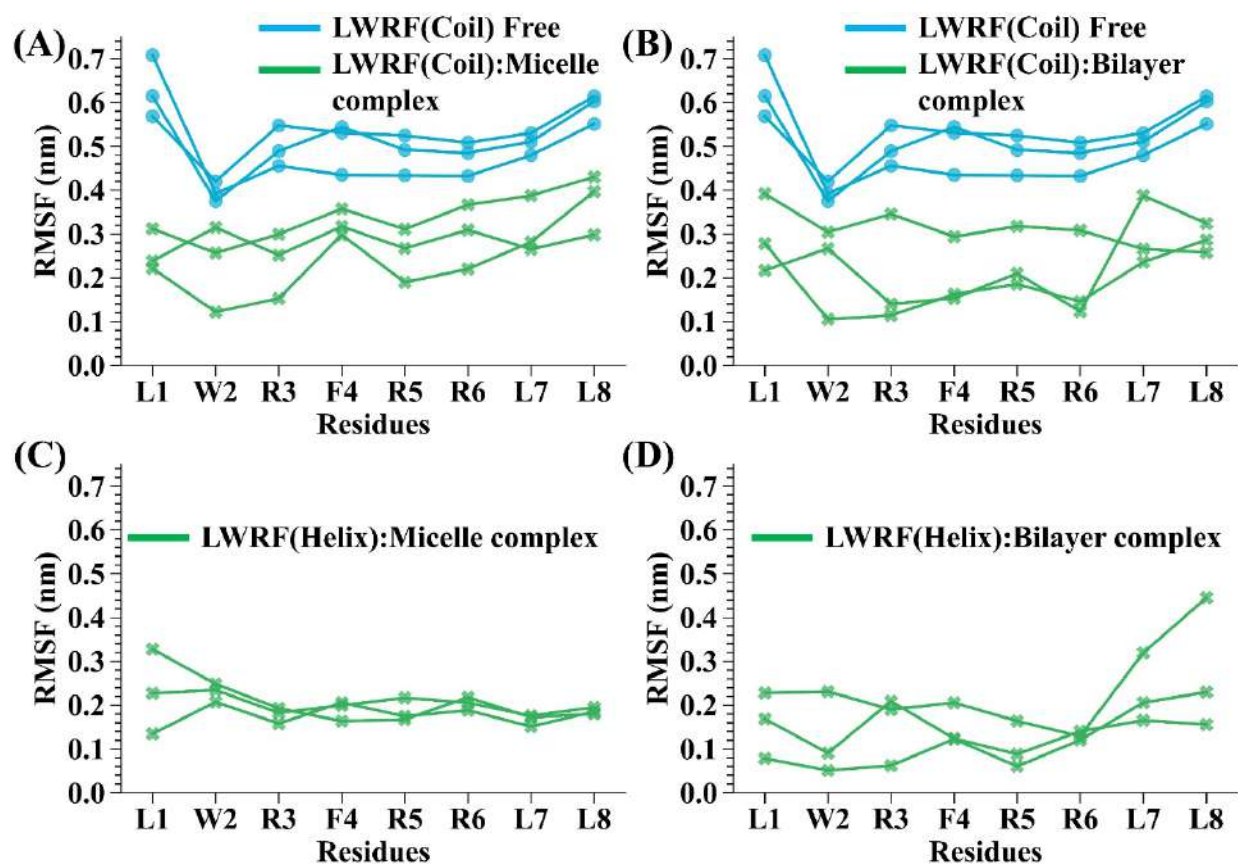 (A)
LWRF(Coil) Free
LWRF(Coil):Micelle
complex
RMSF (nm)
0.7
0.6
0.5
0.4
0.3
0.2
0.1
0.0
L1 W2 R3 F4 R5 R6 L7 L8
Residues
(B)
LWRF(Coil) Free
LWRF(Coil):Bilayer
complex
RMSF (nm)
0.7
0.6
0.5
0.4
0.3
0.2
0.1
0.0
L1 W2 R3 F4 R5 R6 L7 L8
Residues
(C)
LWRF(Helix):Micelle complex
RMSF (nm)
0.7
0.6
0.5
0.4
0.3
0.2
0.1
0.0
L1 W2 R3 F4 R5 R6 L7 L8
Residues
(D)
LWRF(Helix):Bilayer complex
RMSF (nm)
0.7
0.6
0.5
0.4
0.3
0.2
0.1
0.0
L1 W2 R3 F4 R5 R6 L7 L8
Residues